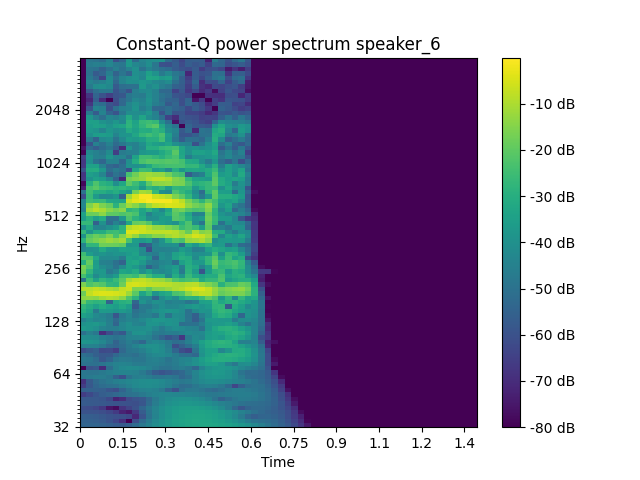 Constant-Q power spectrum speaker_6
Hz
2048
1024
512
256
128
64
32
0 0.15 0.3 0.45 0.6 0.75 0.9 1.1 1.2 1.4
Time
-10 dB
-20 dB
-30 dB
-40 dB
-50 dB
-60 dB
-70 dB
-80 dB